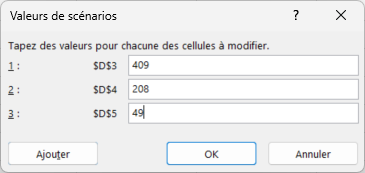 Valeurs de scénarios ? ×
Tapez des valeurs pour chacune des cellules à modifier.
1 : $D$3 409
2 : $D$4 208
3 : $D$5 49
Ajouter OK Annuler